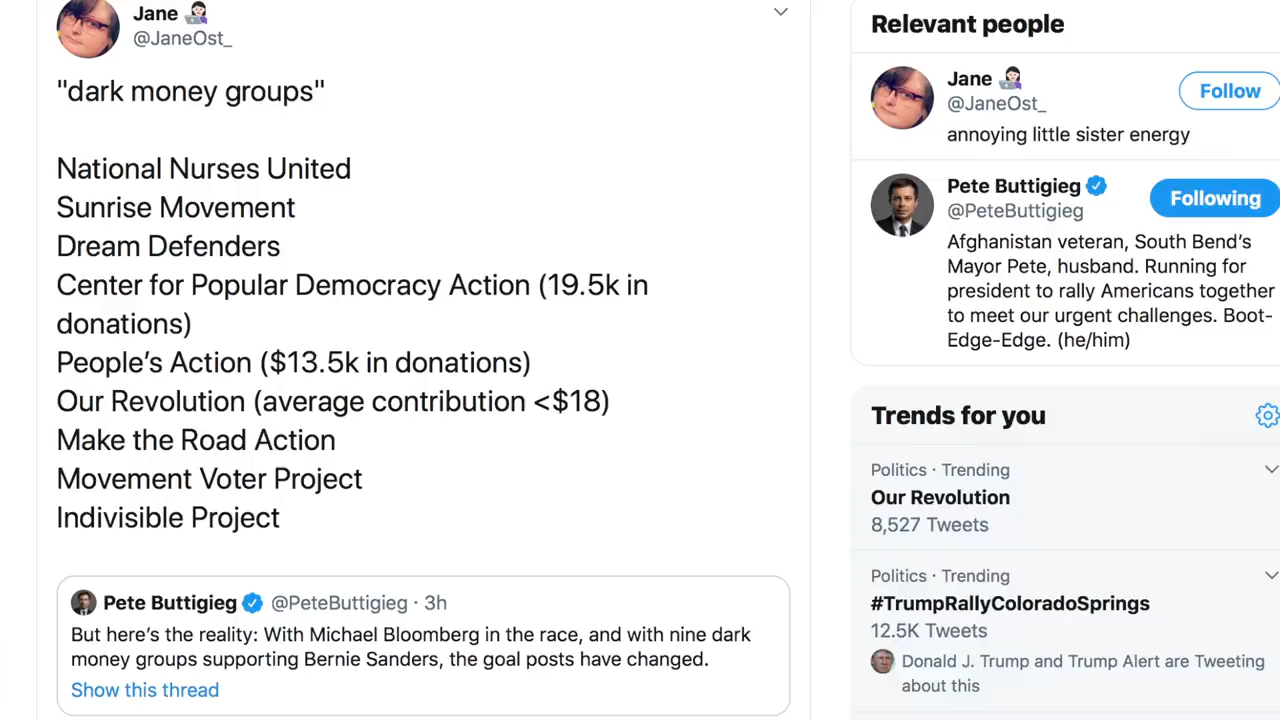 Jane 👩🏻‍💻
@JaneOst_
"dark money groups"
National Nurses United
Sunrise Movement
Dream Defenders
Center for Popular Democracy Action (19.5k in
donations)
People’s Action ($13.5k in donations)
Our Revolution (average contribution <$18)
Make the Road Action
Movement Voter Project
Indivisible Project
Pete Buttigieg @PeteButtigieg · 3h
But here’s the reality: With Michael Bloomberg in the race, and with nine dark
money groups supporting Bernie Sanders, the goal posts have changed.
Show this thread
Relevant people
Jane 👩🏻‍💻
@JaneOst_
Follow
annoying little sister energy
Pete Buttigieg
@PeteButtigieg
Following
Afghanistan veteran, South Bend’s
Mayor Pete, husband. Running for
president to rally Americans together
to meet our urgent challenges. Boot-
Edge-Edge. (he/him)
Trends for you
Politics · Trending
Our Revolution
8,527 Tweets
Politics · Trending
#TrumpRallyColoradoSprings
12.5K Tweets
Donald J. Trump and Trump Alert are Tweeting
about this